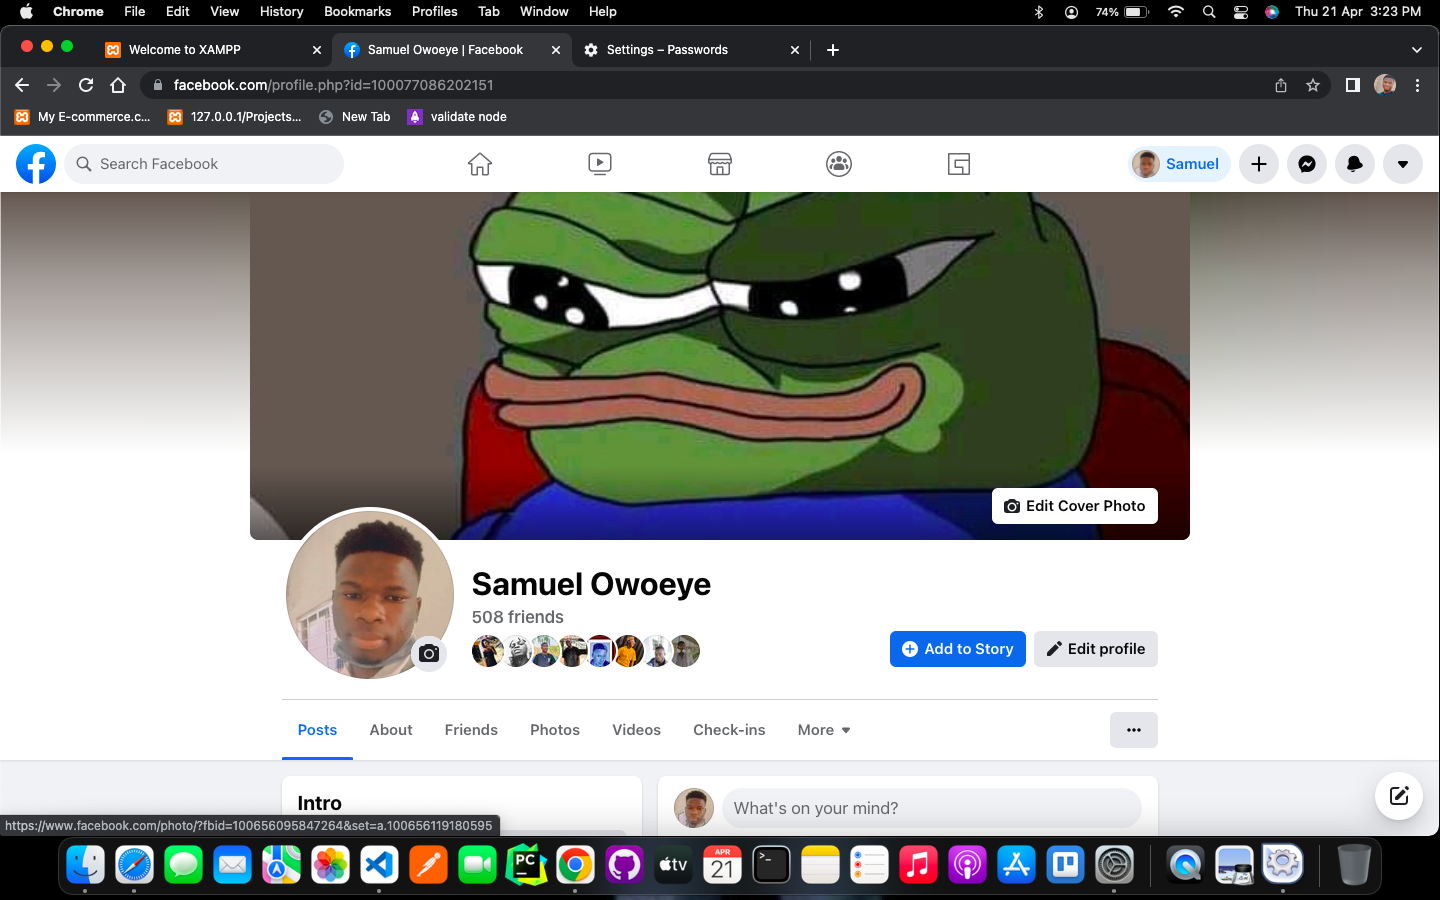 Chrome File Edit View History Bookmarks Profiles Tab Window Help 74% Thu 21 Apr 3:23 PM
Welcome to XAMPP Samuel Owoeye | Facebook Settings – Passwords
facebook.com/profile.php?id=100077086202151
My E-commerce.c... 127.0.0.1/Projects... New Tab validate node
Search Facebook Samuel
Edit Cover Photo
Samuel Owoeye
508 friends
Add to Story Edit profile
Posts About Friends Photos Videos Check-ins More
Intro
What's on your mind?
https://www.facebook.com/photo/?fbid=100656095847264&set=a.100656119180595
PC tv APR 21